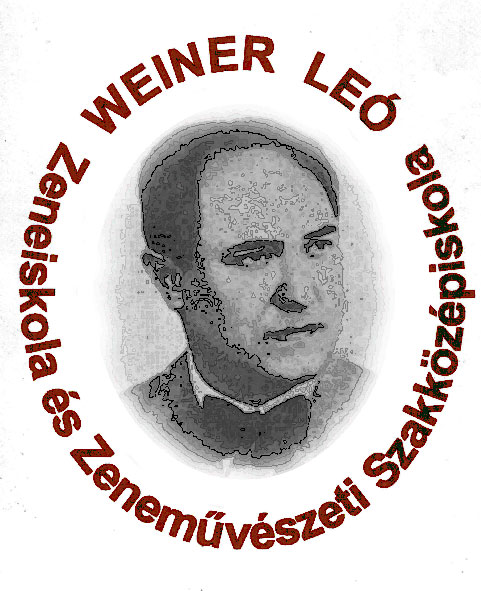 WEINER LEÓ
Zeneiskola és Zeneművészeti Szakközépiskola